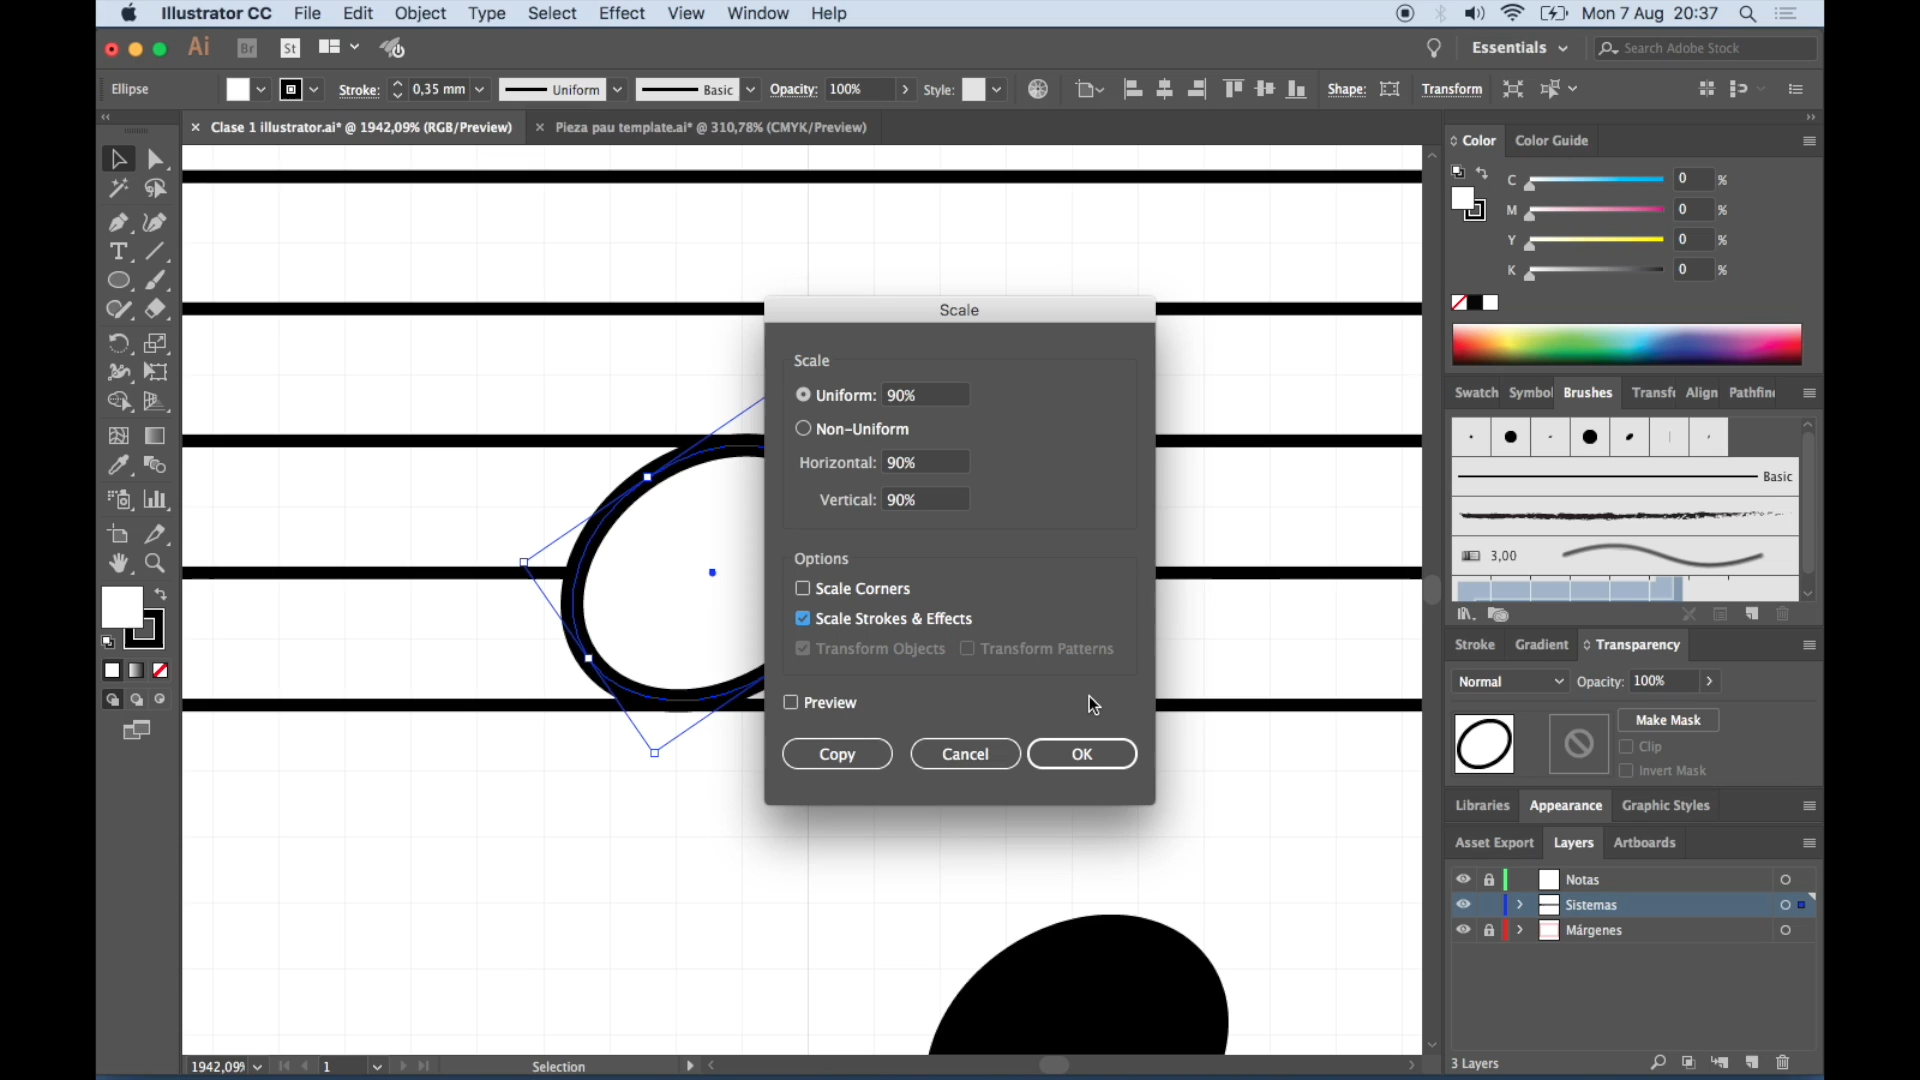 Illustrator CC File Edit Object Type Select Effect View Window Help Mon 7 Aug 20:37
Ai Br St Essentials Search Adobe Stock
Ellipse Stroke: 0,35 mm Uniform Basic Opacity: 100% Style: Shape: Transform
Clase 1 illustrator.ai* @ 1942,09% (RGB/Preview) Pieza pau template.ai* @ 310,78% (CMYK/Preview)
Color Color Guide
C 0 %
M 0 %
Y 0 %
K 0 %
Swatch Symbol Brushes Transf Align Pathfin
Basic
3,00
Stroke Gradient Transparency
Normal Opacity: 100%
Make Mask
Clip
Invert Mask
Libraries Appearance Graphic Styles
Asset Export Layers Artboards
Notas
Sistemas
Márgenes
3 Layers
Scale
Scale
Uniform: 90%
Non-Uniform
Horizontal: 90%
Vertical: 90%
Options
Scale Corners
Scale Strokes & Effects
Transform Objects Transform Patterns
Preview
Copy Cancel OK
1942,09% 1 Selection